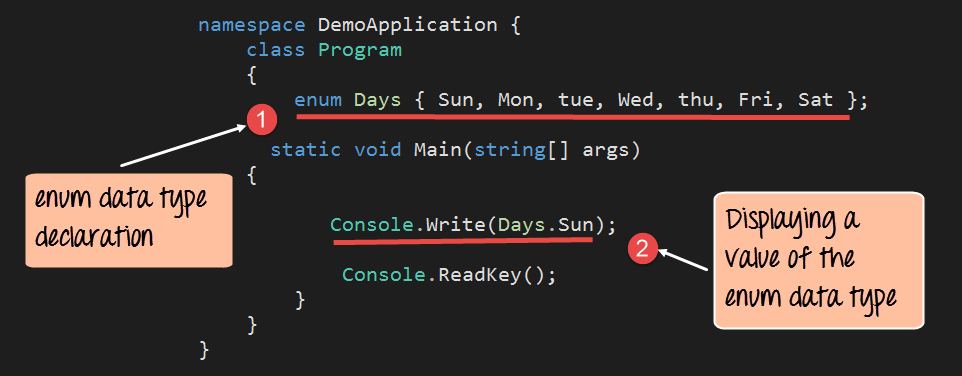 namespace DemoApplication {
class Program
{
enum Days { Sun, Mon, tue, Wed, thu, Fri, Sat };
1
static void Main(string[] args)
{
enum data type
declaration
Console.Write(Days.Sun);
2
Displaying a
value of the
enum data type
Console.ReadKey();
}
}
}